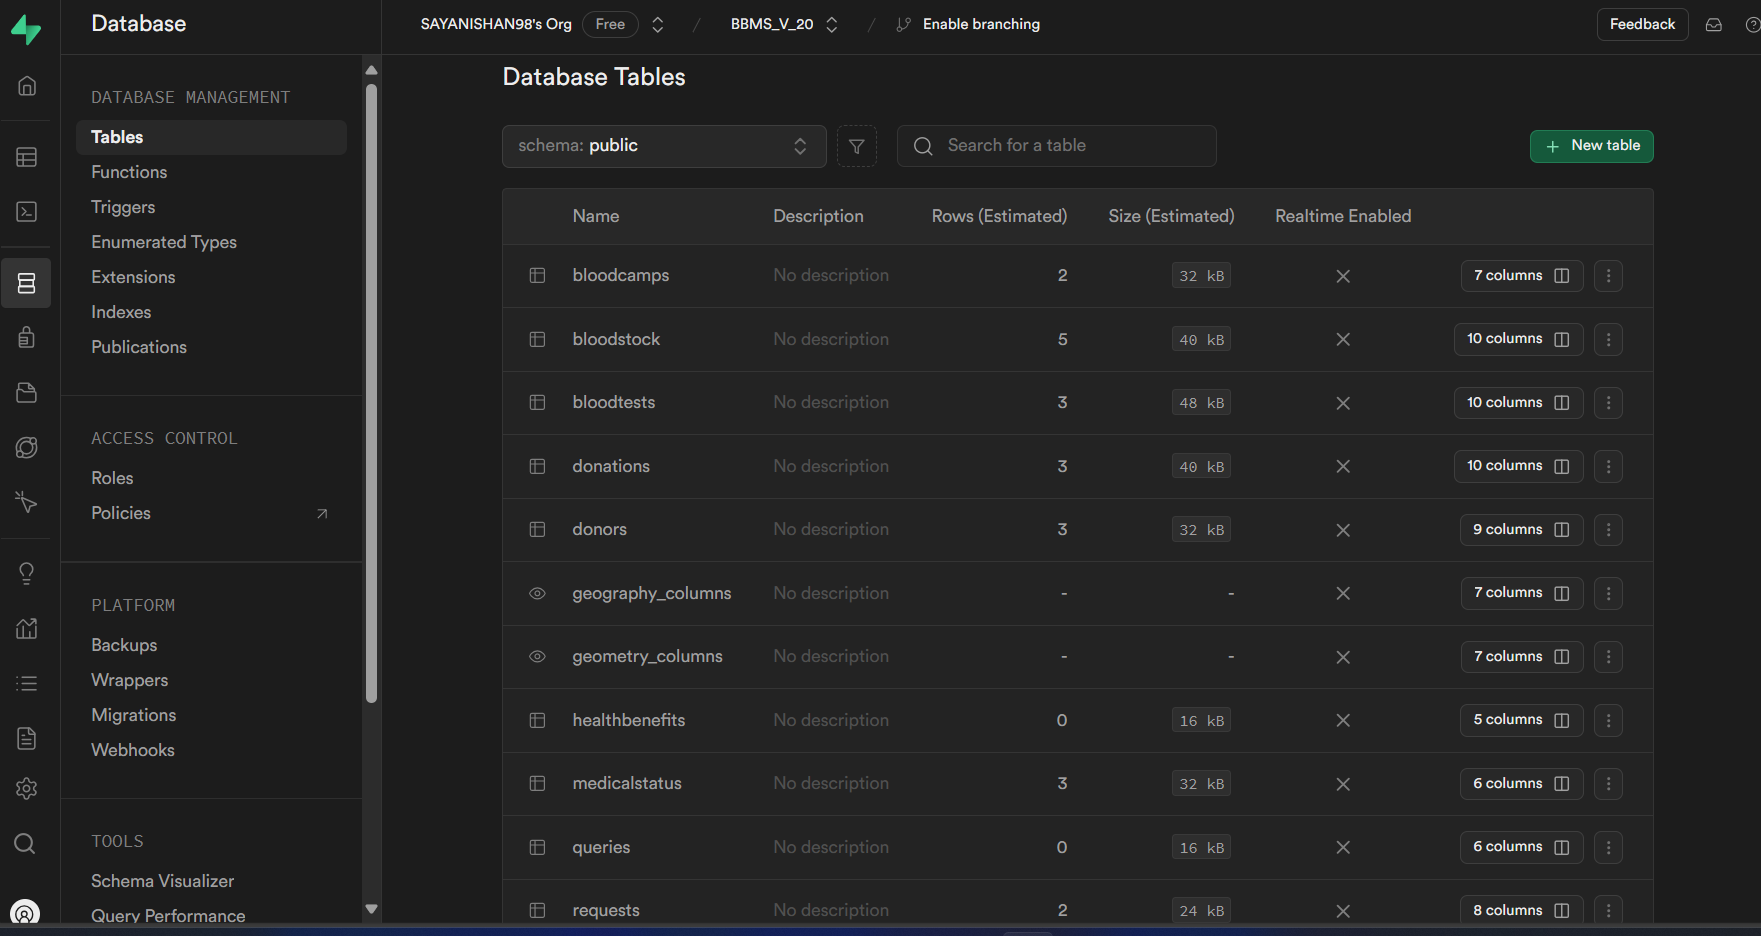 Database
SAYANISHAN98's Org Free / BBMS_V_20 / Enable branching Feedback
DATABASE MANAGEMENT
Tables
Functions
Triggers
Enumerated Types
Extensions
Indexes
Publications
ACCESS CONTROL
Roles
Policies
PLATFORM
Backups
Wrappers
Migrations
Webhooks
TOOLS
Schema Visualizer
Query Performance
Database Tables
schema: public Search for a table + New table
Name Description Rows (Estimated) Size (Estimated) Realtime Enabled
bloodcamps No description 2 32 kB 7 columns
bloodstock No description 5 40 kB 10 columns
bloodtests No description 3 48 kB 10 columns
donations No description 3 40 kB 10 columns
donors No description 3 32 kB 9 columns
geography_columns No description - - 7 columns
geometry_columns No description - - 7 columns
healthbenefits No description 0 16 kB 5 columns
medicalstatus No description 3 32 kB 6 columns
queries No description 0 16 kB 6 columns
requests No description 2 24 kB 8 columns